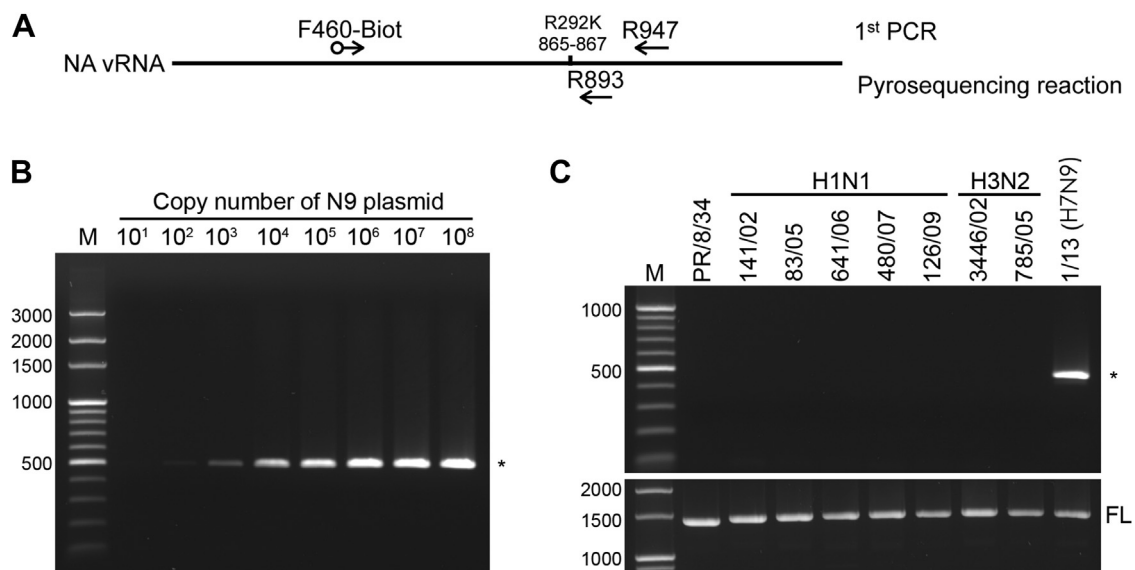 A
F460-Biot
R292K
865-867
R947
1st PCR
NA vRNA
R893
Pyrosequencing reaction
B
Copy number of N9 plasmid
M 10¹ 10² 10³ 10⁴ 10⁵ 10⁶ 10⁷ 10⁸
3000
2000
1500
1000
500
*
C
H1N1 H3N2
M PR/8/34 141/02 83/05 641/06 480/07 126/09 3446/02 785/05 1/13 (H7N9)
1000
500
*
2000
1500
1000
FL